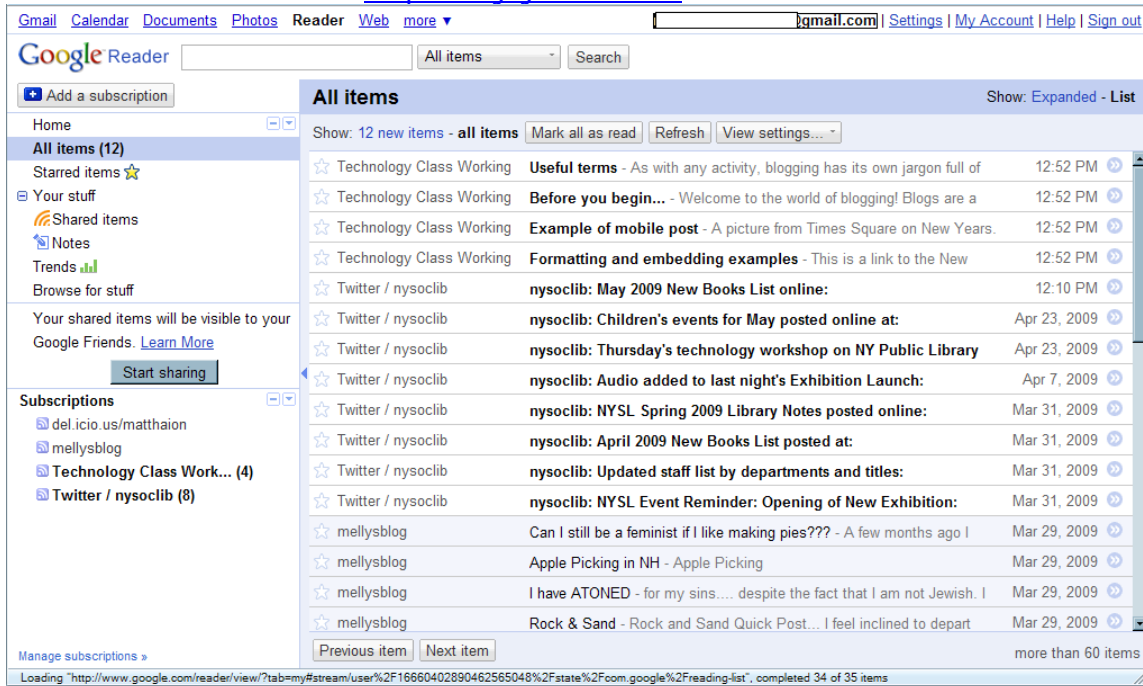 Gmail Calendar Documents Photos Reader Web more ▼ gmail.com | Settings | My Account | Help | Sign out
Google Reader All items Search
Add a subscription
Home
All items (12)
Starred items
Your stuff
Shared items
Notes
Trends
Browse for stuff
Your shared items will be visible to your
Google Friends. Learn More
Start sharing
Subscriptions
del.icio.us/matthaion
mellysblog
Technology Class Work... (4)
Twitter / nysoclib (8)
Manage subscriptions »
All items Show: Expanded - List
Show: 12 new items - all items Mark all as read Refresh View settings...
Technology Class Working Useful terms - As with any activity, blogging has its own jargon full of 12:52 PM
Technology Class Working Before you begin... - Welcome to the world of blogging! Blogs are a 12:52 PM
Technology Class Working Example of mobile post - A picture from Times Square on New Years. 12:52 PM
Technology Class Working Formatting and embedding examples - This is a link to the New 12:52 PM
Twitter / nysoclib nysoclib: May 2009 New Books List online: 12:10 PM
Twitter / nysoclib nysoclib: Children's events for May posted online at: Apr 23, 2009
Twitter / nysoclib nysoclib: Thursday's technology workshop on NY Public Library Apr 23, 2009
Twitter / nysoclib nysoclib: Audio added to last night's Exhibition Launch: Apr 7, 2009
Twitter / nysoclib nysoclib: NYSL Spring 2009 Library Notes posted online: Mar 31, 2009
Twitter / nysoclib nysoclib: April 2009 New Books List posted at: Mar 31, 2009
Twitter / nysoclib nysoclib: Updated staff list by departments and titles: Mar 31, 2009
Twitter / nysoclib nysoclib: NYSL Event Reminder: Opening of New Exhibition: Mar 31, 2009
mellysblog Can I still be a feminist if I like making pies??? - A few months ago I Mar 29, 2009
mellysblog Apple Picking in NH - Apple Picking Mar 29, 2009
mellysblog I have ATONED - for my sins.... despite the fact that I am not Jewish. I Mar 29, 2009
mellysblog Rock & Sand - Rock and Sand Quick Post... I feel inclined to depart Mar 29, 2009
Previous item Next item more than 60 items
Loading "http://www.google.com/reader/view/?tab=my#stream/user%2F16660402890462565048%2Fstate%2Fcom.google%2Freading-list", completed 34 of 35 items